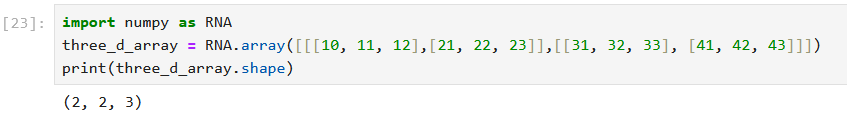 [23]: import numpy as RNA
three_d_array = RNA.array([[[10, 11, 12],[21, 22, 23]],[[31, 32, 33], [41, 42, 43]]])
print(three_d_array.shape)
(2, 2, 3)